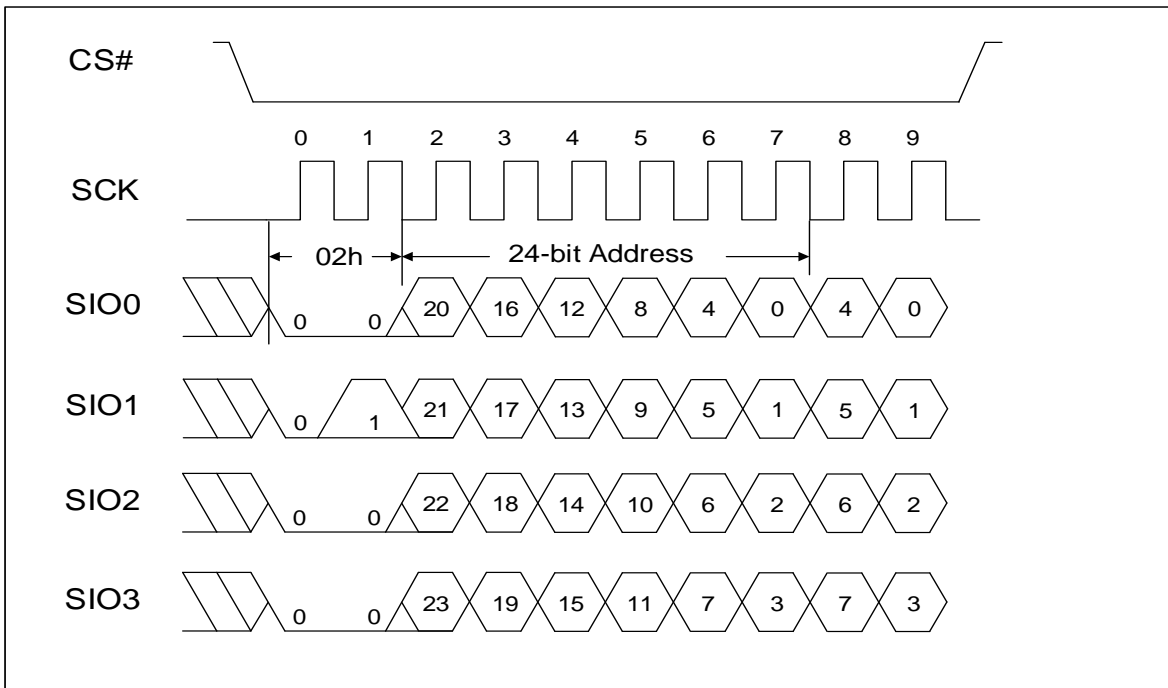 CS#
0 1 2 3 4 5 6 7 8 9
SCK
02h 24-bit Address
SIO0 0 0 20 16 12 8 4 0 4 0
SIO1 0 1 21 17 13 9 5 1 5 1
SIO2 0 0 22 18 14 10 6 2 6 2
SIO3 0 0 23 19 15 11 7 3 7 3